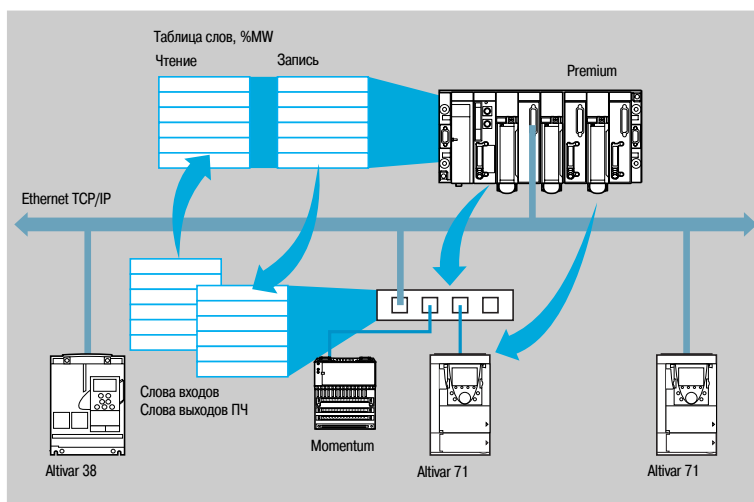 Таблица слов, %MW
Чтение
Запись
Premium
Ethernet TCP/IP
Слова входов
Слова выходов ПЧ
Momentum
Altivar 38
Altivar 71
Altivar 71